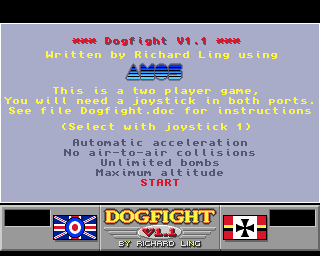 *** Dogfight V1.1 ***
Written by Richard Ling using
AMOS
This is a two player game,
You will need a joystick in both ports.
See file Dogfight.doc for instructions
(Select with joystick 1)
Automatic acceleration
No air-to-air collisions
Unlimited bombs
Maximum altitude
START
DOGFIGHT
V1.1
BY RICHARD LING